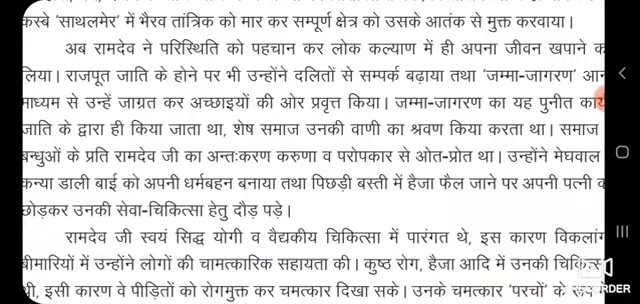 कस्बे ‘साथलमेर’ में भैरव तांत्रिक को मार कर सम्पूर्ण क्षेत्र को उसके आतंक से मुक्त करवाया।
अब रामदेव ने परिस्थिति को पहचान कर लोक कल्याण में ही अपना जीवन खपाने
लिया। राजपूत जाति के होने पर भी उन्होंने दलितों से सम्पर्क बढ़ाया तथा ‘जम्मा-जागरण’
माध्यम से उन्हें जाग्रत कर अच्छाइयों की ओर प्रवृत्त किया। जम्मा-जागरण का यह पुनीत
जाति के द्वारा ही किया जाता था, शेष समाज उनकी वाणी का श्रवण किया करता था। समाज
बन्धुओं के प्रति रामदेव जी का अन्तःकरण करुणा व परोपकार से ओत-प्रोत था। उन्होंने मेघवाल
कन्या डाली बाई को अपनी धर्मबहन बनाया तथा पिछड़ी बस्ती में हैजा फैल जाने पर अपनी पत्नी
छोड़कर उनकी सेवा-चिकित्सा हेतु दौड़ पड़े।
रामदेव जी स्वयं सिद्ध योगी व वैद्यकीय चिकित्सा में पारंगत थे, इस कारण
बीमारियों में उन्होंने लोगों की चामत्कारिक सहायता की। कुष्ठ रोग, हैजा आदि में उनकी
थी, इसी कारण वे पीड़ितों को रोगमुक्त कर चमत्कार दिखा सके। उनके चमत्कार ‘परचों’ के
RECORDER